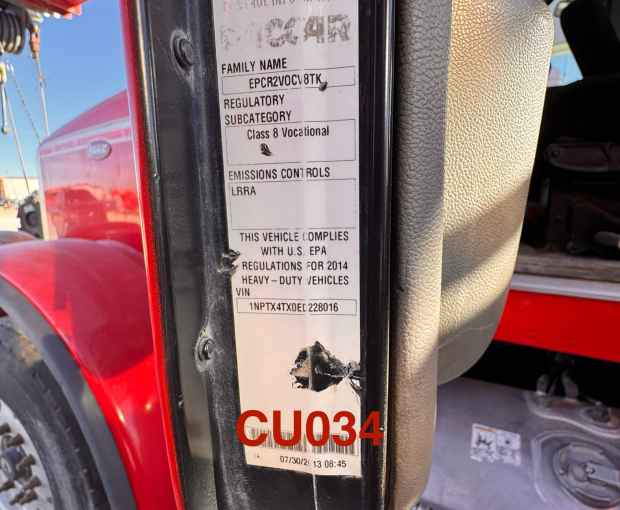 PACCAR
FAMILY NAME
EPCR2VOCV8TK
REGULATORY
SUBCATEGORY
Class 8 Vocational
EMISSIONS CONTROLS
LRRA
THIS VEHICLE COMPLIES
WITH U.S. EPA
REGULATIONS FOR 2014
HEAVY-DUTY VEHICLES
VIN
1NPTX4TX0ED228016
CU034
07/30/2013 08:45